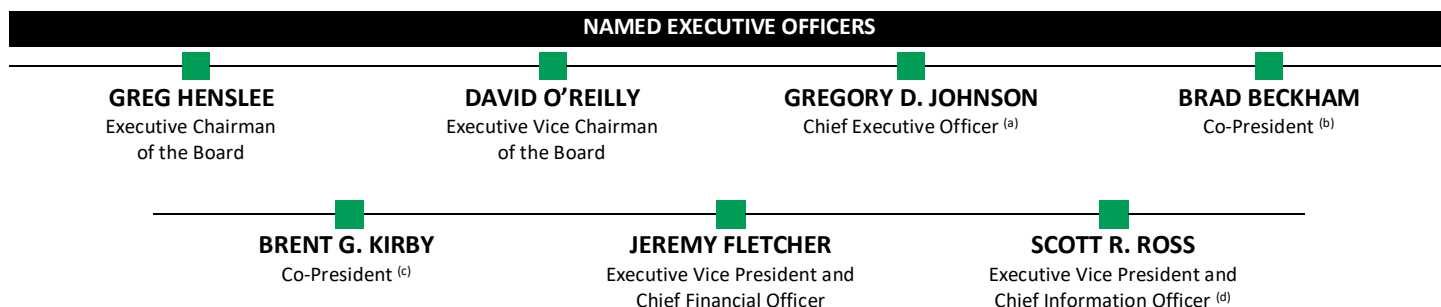 NAMED EXECUTIVE OFFICERS
GREG HENSLEE
Executive Chairman
of the Board
DAVID O’REILLY
Executive Vice Chairman
of the Board
GREGORY D. JOHNSON
Chief Executive Officer (a)
BRAD BECKHAM
Co-President (b)
BRENT G. KIRBY
Co-President (c)
JEREMY FLETCHER
Executive Vice President and
Chief Financial Officer
SCOTT R. ROSS
Executive Vice President and
Chief Information Officer (d)